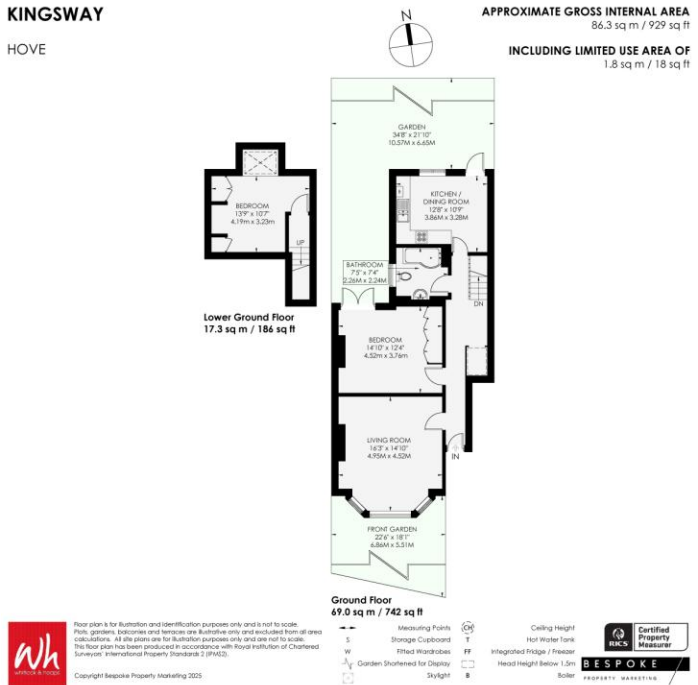 KINGSWAY
HOVE
APPROXIMATE GROSS INTERNAL AREA
86.3 sq m / 929 sq ft
INCLUDING LIMITED USE AREA OF
1.8 sq m / 18 sq ft
N
GARDEN
34'8" x 21'10"
10.57M x 6.65M
BEDROOM
13'9" x 10'7"
4.19m x 3.23m
UP
Lower Ground Floor
17.3 sq m / 186 sq ft
KITCHEN /
DINING ROOM
12'8" x 10'9"
3.86M x 3.28M
BATHROOM
7'5" x 7'4"
2.26M x 2.24M
DN
BEDROOM
14'10" x 12'4"
4.52m x 3.76m
LIVING ROOM
16'3" x 14'10"
4.95M x 4.52M
IN
FRONT GARDEN
22'6" x 18'1"
6.86M x 5.51M
Ground Floor
69.0 sq m / 742 sq ft
wh
whitlock & heaps
Floor plan is for illustration and identification purposes only and is not to scale.
Plots, gardens, balconies and terraces are illustrative only and excluded from all area
calculations. All site plans are for illustration purposes only and are not to scale.
This floor plan has been produced in accordance with Royal Institution of Chartered
Surveyors' International Property Standards 2 (IPMS2).
Copyright Bespoke Property Marketing 2025
Measuring Points
S Storage Cupboard
W Fitted Wardrobes
Garden Shortened for Display
Skylight
CH Ceiling Height
T Hot Water Tank
FF Integrated Fridge / Freezer
Head Height Below 1.5m
B Boiler
RICS
Certified
Property
Measurer
BESPOKE
PROPERTY MARKETING